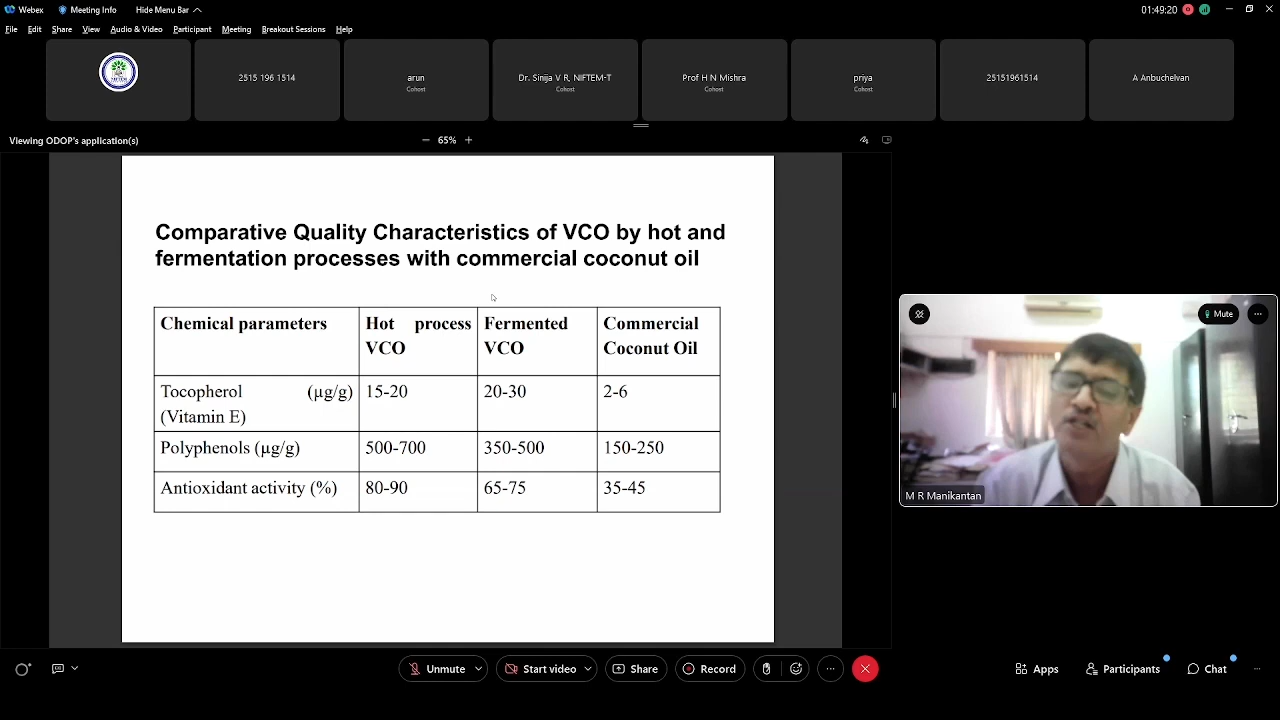 Webex
Meeting Info
Hide Menu Bar
01:49:20
File Edit Share View Audio & Video Participant Meeting Breakout Sessions Help
2515 196 1514
arun
Cohost
Dr. Sinija V R, NIFTEM-T
Cohost
Prof H N Mishra
Cohost
priya
Cohost
25151961514
A Anbuchelvan
Viewing ODOP's application(s)
65%
Comparative Quality Characteristics of VCO by hot and
fermentation processes with commercial coconut oil
Chemical parameters
Hot process
VCO
Fermented
VCO
Commercial
Coconut Oil
Tocopherol (µg/g)
(Vitamin E)
15-20
20-30
2-6
Polyphenols (µg/g)
500-700
350-500
150-250
Antioxidant activity (%)
80-90
65-75
35-45
Mute
M R Manikantan
Unmute
Start video
Share
Record
Apps
Participants
Chat